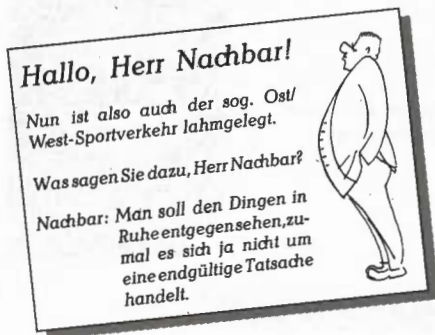 Hallo, Herr Nachbar!
Nun ist also auch der sog. Ost/
West-Sportverkehr lahmgelegt.
Was sagen Sie dazu, Herr Nachbar?
Nachbar: Man soll den Dingen in
Ruhe entgegensehen, zu-
mal es sich ja nicht um
eine endgültige Tatsache
handelt.